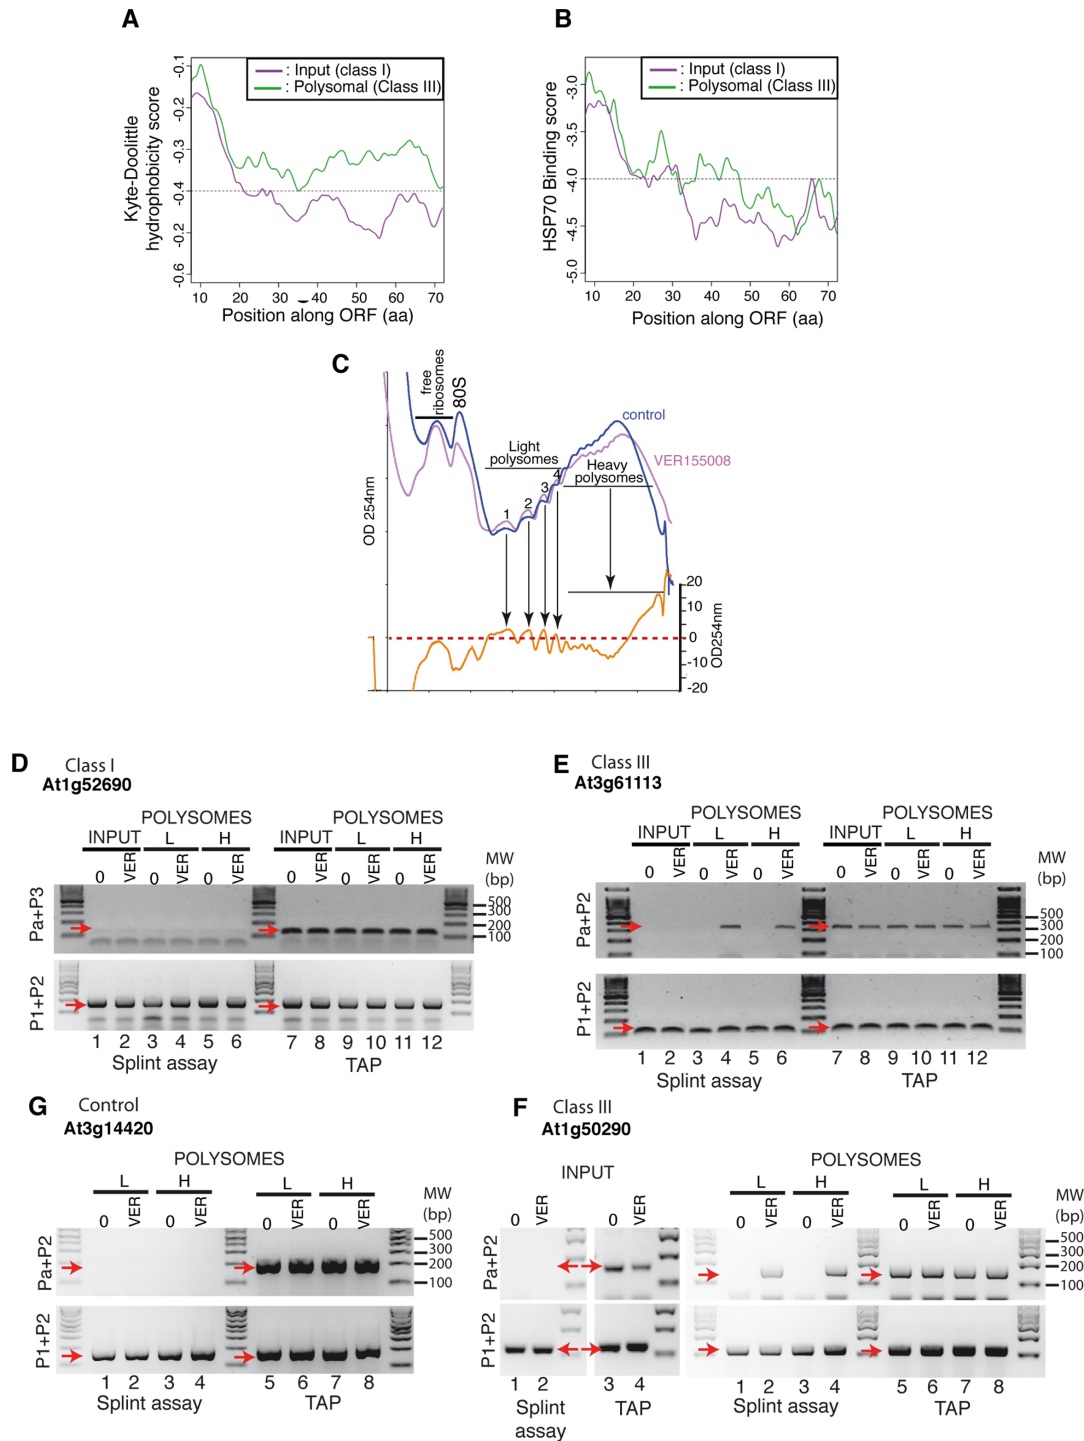 A
-0.1
-0.2
-0.3
-0.4
-0.2
-0.6
Kyte-Doolittle
hydrophobicity score
: Input (class I)
: Polysomal (Class III)
10 20 30 40 50 60 70
Position along ORF (aa)
B
-3.0
-3.5
-4.0
-4.5
-5.0
HSP70 Binding score
: Input (class I)
: Polysomal (Class III)
10 20 30 40 50 60 70
Position along ORF (aa)
C
free
ribosomes
80S
control
VER155008
Light
polysomes
Heavy
polysomes
1 2 3 4
OD 254nm
20
10
0
-10
-20
OD254nm
D
Class I
At1g52690
POLYSOMES POLYSOMES
INPUT L H INPUT L H
0 VER 0 VER 0 VER 0 VER 0 VER 0 VER
MW
(bp)
Pa+P3
500
300
200
100
P1+P2
1 2 3 4 5 6 7 8 9 10 11 12
Splint assay TAP
E
Class III
At3g61113
POLYSOMES POLYSOMES
INPUT L H INPUT L H
0 VER 0 VER 0 VER 0 VER 0 VER 0 VER
MW
(bp)
Pa+P2
500
300
200
100
P1+P2
1 2 3 4 5 6 7 8 9 10 11 12
Splint assay TAP
G
Control
At3g14420
POLYSOMES
L H L H
0 VER 0 VER 0 VER 0 VER
MW
(bp)
Pa+P2
500
300
200
100
P1+P2
1 2 3 4 5 6 7 8
Splint assay TAP
F
Class III
At1g50290
INPUT
POLYSOMES
L H L H
0 VER 0 VER 0 VER 0 VER 0 VER 0 VER
MW
(bp)
Pa+P2
500
300
200
100
P1+P2
1 2 3 4 1 2 3 4 5 6 7 8
Splint
assay
TAP Splint assay TAP